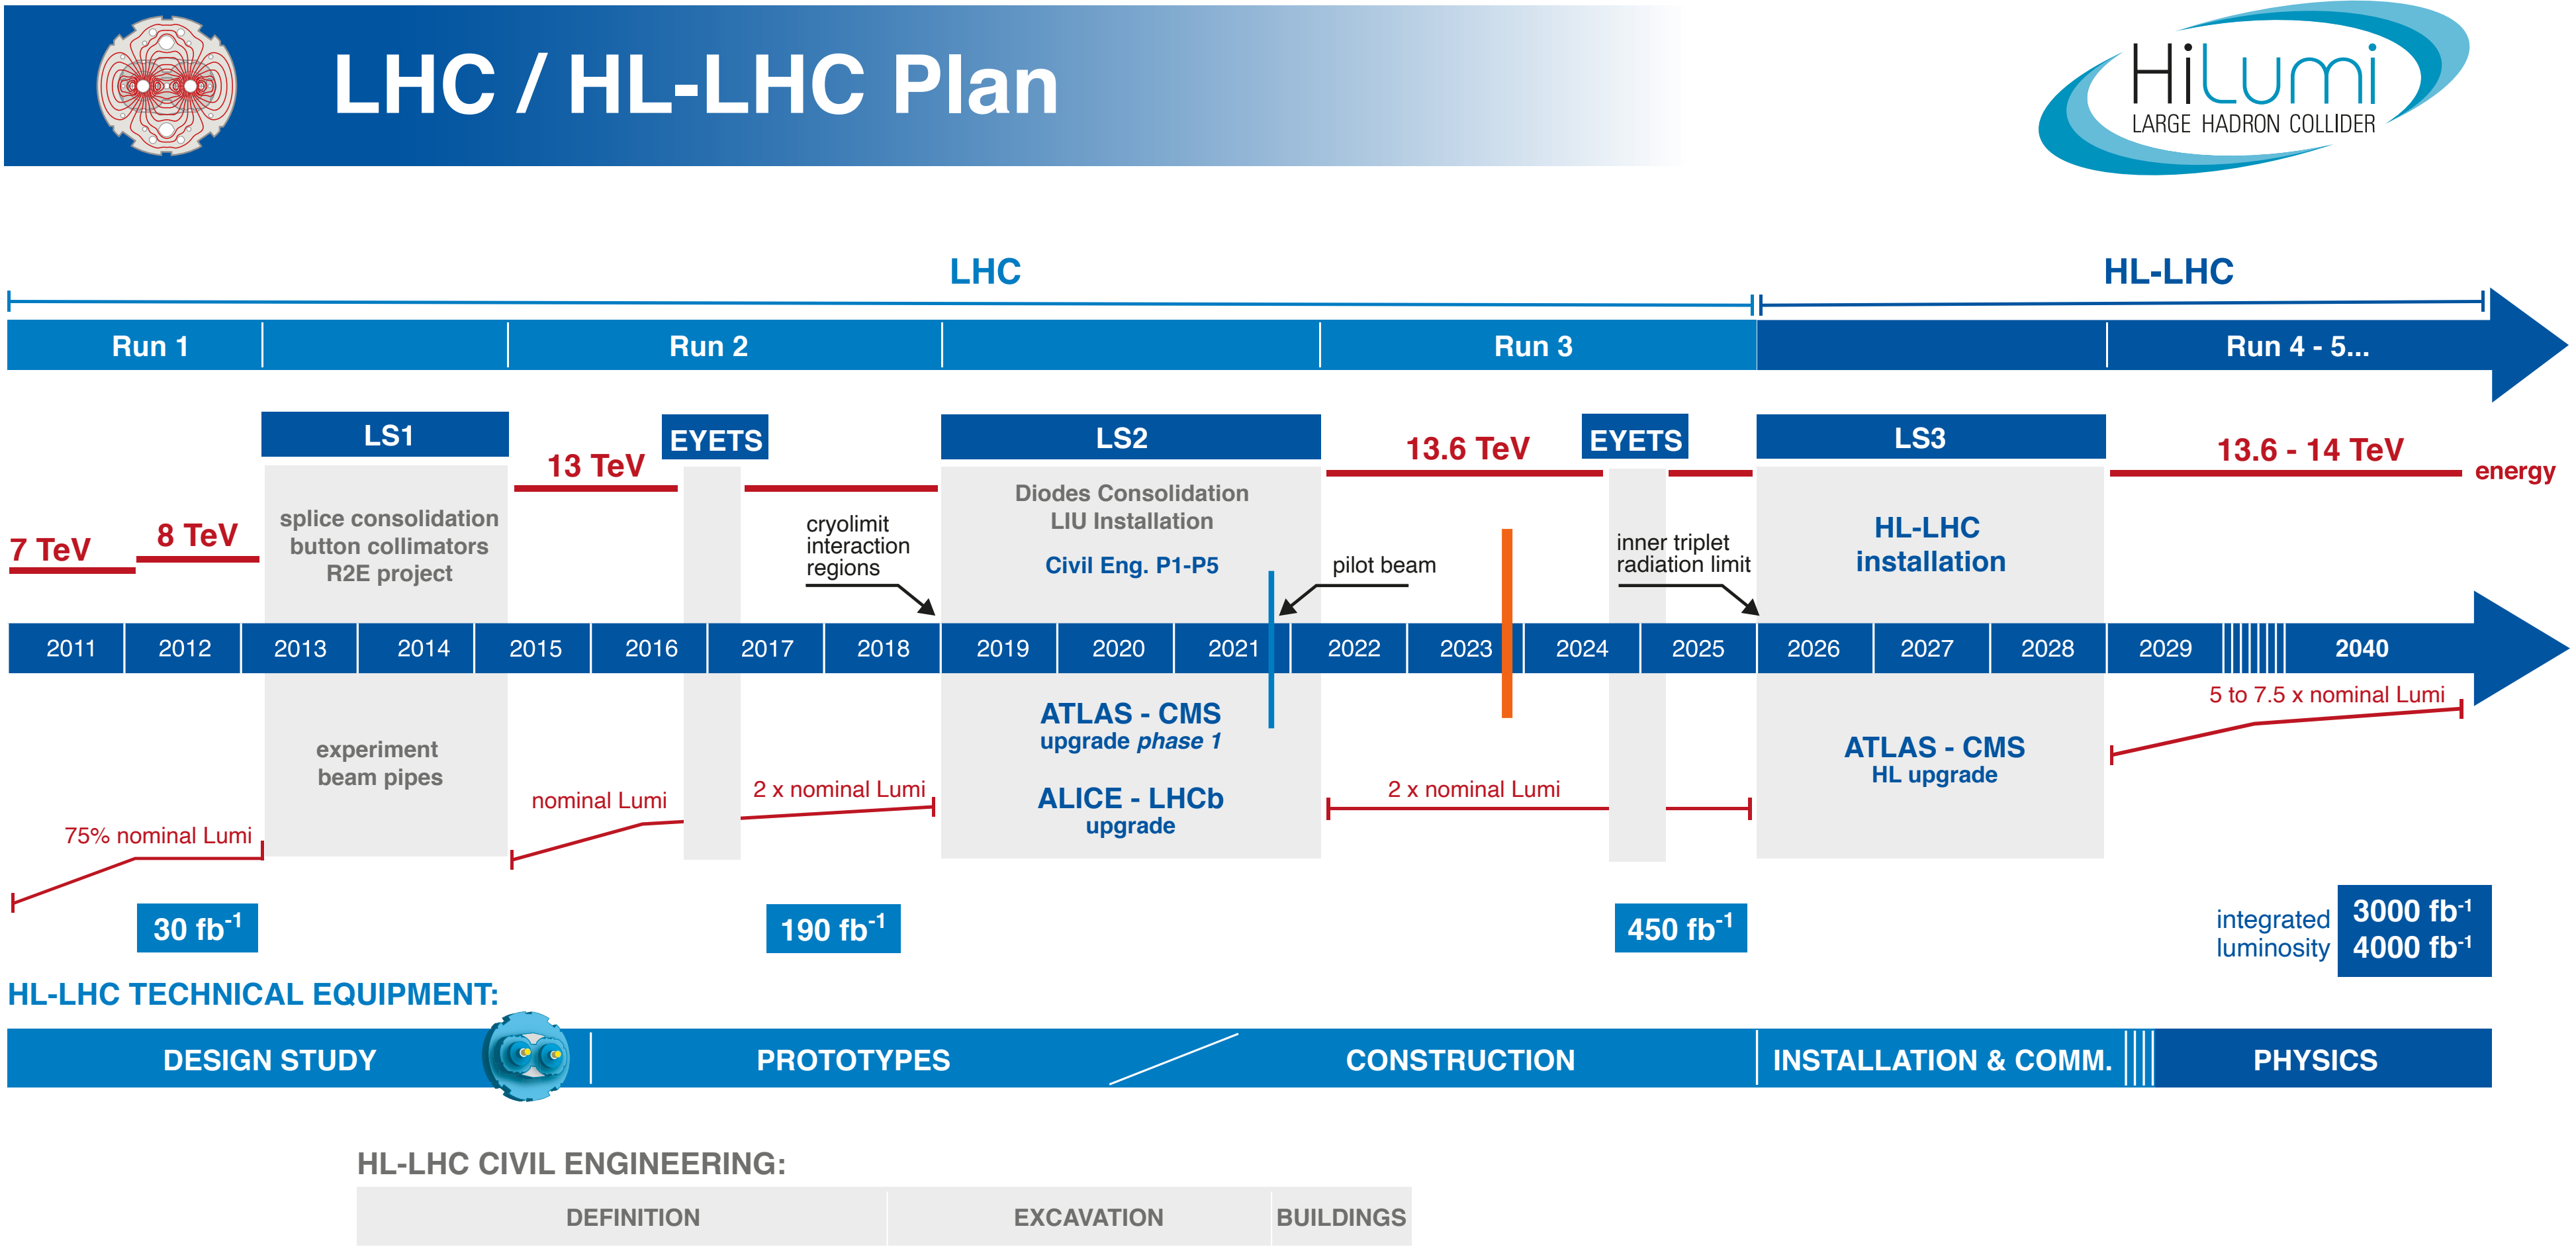 LHC / HL-LHC Plan
HiLumi
LARGE HADRON COLLIDER
LHC
HL-LHC
Run 1
Run 2
Run 3
Run 4 - 5...
LS1
EYETS
LS2
EYETS
LS3
13 TeV
13.6 TeV
13.6 - 14 TeV
energy
7 TeV
8 TeV
splice consolidation
button collimators
R2E project
cryolimit
interaction
regions
Diodes Consolidation
LIU Installation
Civil Eng. P1-P5
pilot beam
inner triplet
radiation limit
HL-LHC
installation
2011
2012
2013
2014
2015
2016
2017
2018
2019
2020
2021
2022
2023
2024
2025
2026
2027
2028
2029
2040
experiment
beam pipes
ATLAS - CMS
upgrade phase 1
ALICE - LHCb
upgrade
ATLAS - CMS
HL upgrade
5 to 7.5 x nominal Lumi
75% nominal Lumi
nominal Lumi
2 x nominal Lumi
2 x nominal Lumi
30 fb-1
190 fb-1
450 fb-1
integrated
luminosity
3000 fb-1
4000 fb-1
HL-LHC TECHNICAL EQUIPMENT:
DESIGN STUDY
PROTOTYPES
CONSTRUCTION
INSTALLATION & COMM.
PHYSICS
HL-LHC CIVIL ENGINEERING:
DEFINITION
EXCAVATION
BUILDINGS